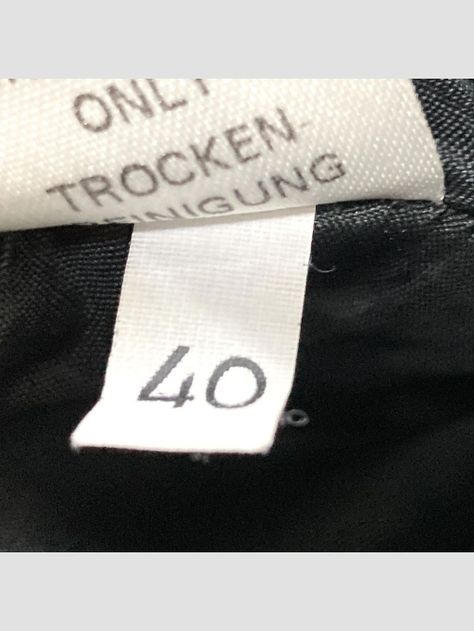 ONLY
TROCKEN-
REINIGUNG
40